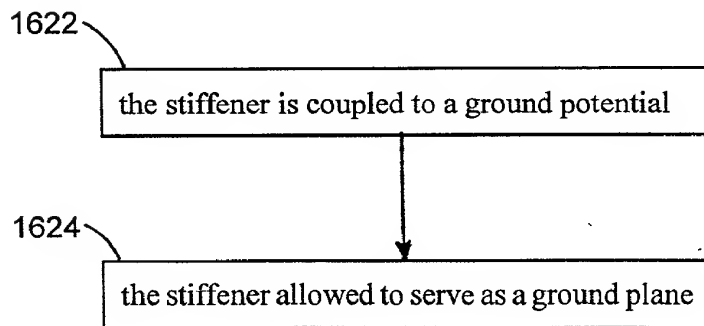 1622
the stiffener is coupled to a ground potential
1624
the stiffener allowed to serve as a ground plane